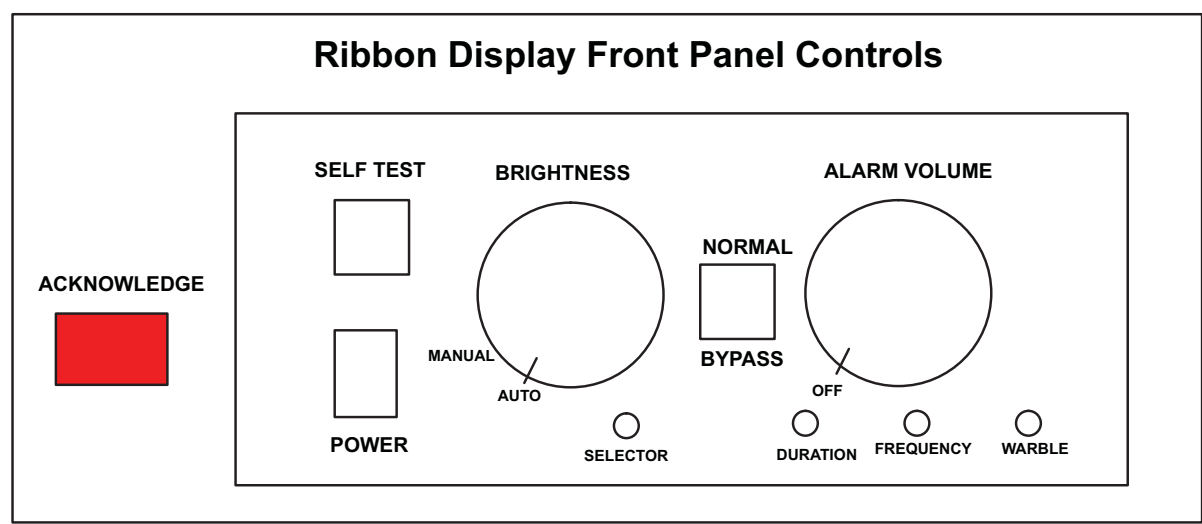 Ribbon Display Front Panel Controls
SELF TEST
BRIGHTNESS
ALARM VOLUME
NORMAL
ACKNOWLEDGE
MANUAL
BYPASS
AUTO
OFF
POWER
SELECTOR
DURATION
FREQUENCY
WARBLE